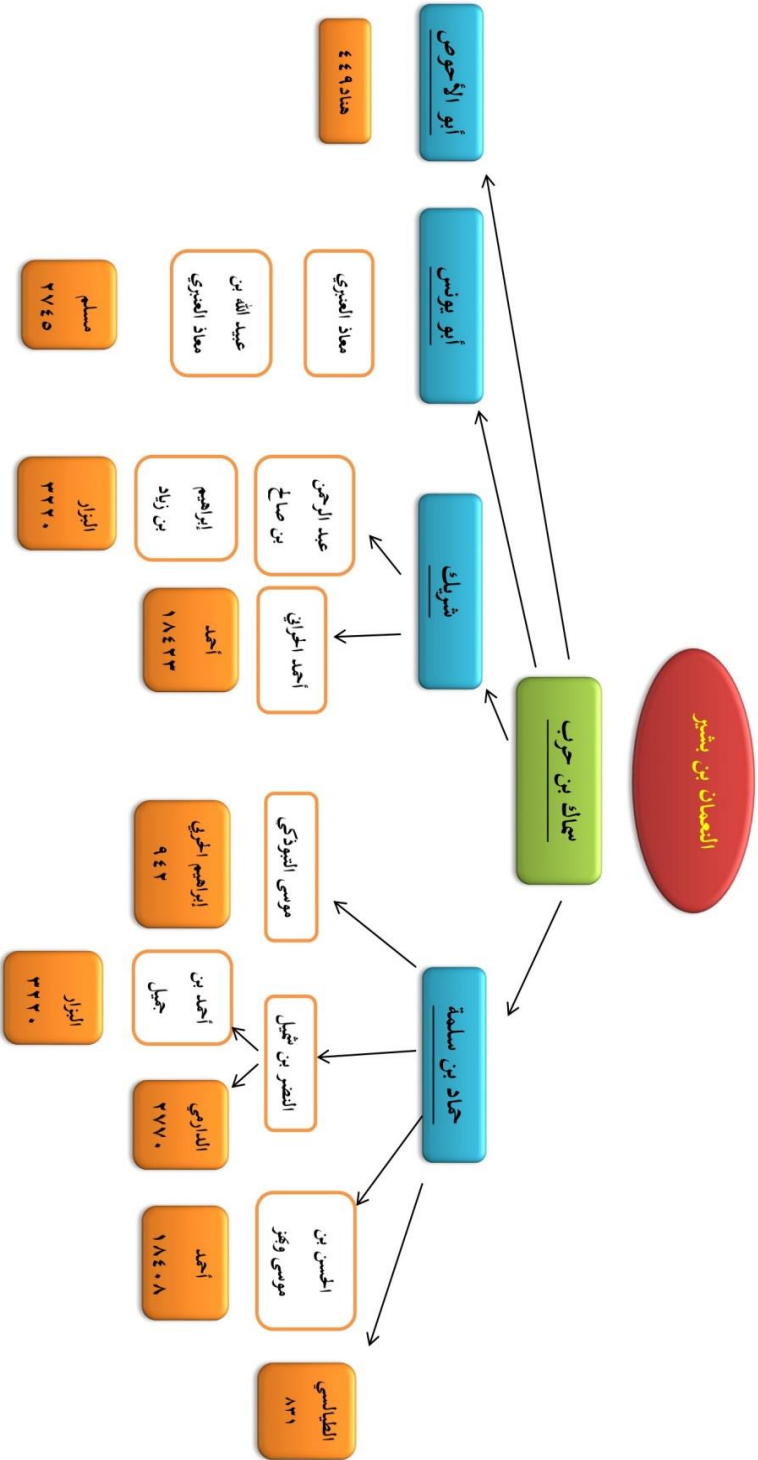 النعمان بن بشير
سماك بن حرب
حماد بن سلمة
شريك
أبو يونس
أبو الأحوص
الطيالسي
٨٣١
الحسن بن
موسى وبهز
أحمد
١٨٤٠٨
النضر بن شميل
الدارمي
٢٧٧٠
أحمد بن
جميل
البزار
٣٢٢٠
موسى التبوذكي
إبراهيم الحربي
٩٤٢
أحمد الحراني
أحمد
١٨٤٢٣
عبد الرحمن
بن صالح
إبراهيم
بن زياد
البزار
٣٢٢٠
معاذ العنبري
عبيد الله بن
معاذ العنبري
مسلم
٢٧٤٥
هناد ٤٤٩